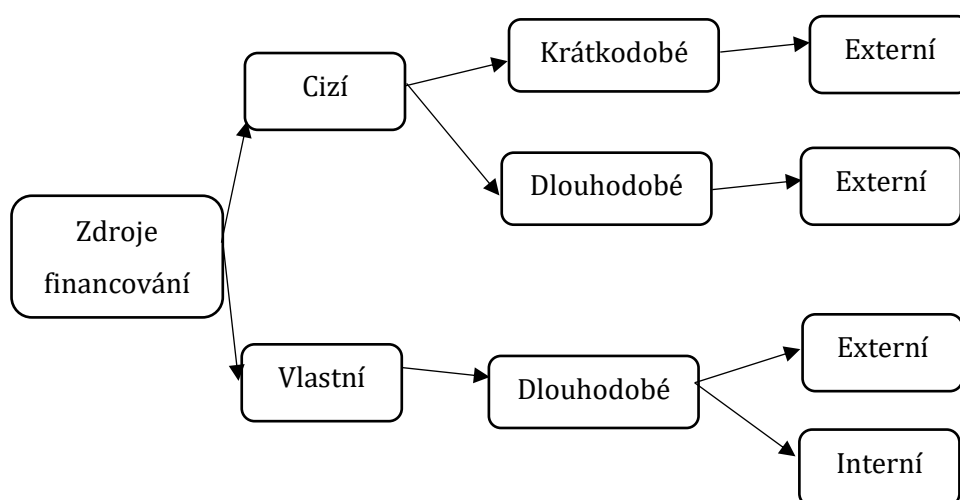 Krátkodobé
Externí
Cizí
Dlouhodobé
Externí
Zdroje
financování
Externí
Vlastní
Dlouhodobé
Interní